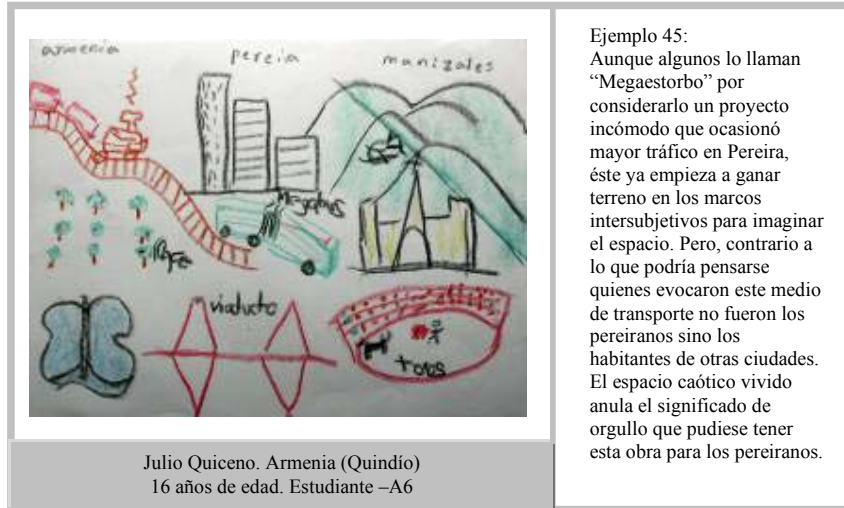 armenia
pereia
manizales
Megabus
viaducto
toros
Julio Quiceno. Armenia (Quindío)
16 años de edad. Estudiante –A6
Ejemplo 45:
Aunque algunos lo llaman
“Megaestorbo” por
considerarlo un proyecto
incómodo que ocasionó
mayor tráfico en Pereira,
éste ya empieza a ganar
terreno en los marcos
intersubjetivos para imaginar
el espacio. Pero, contrario a
lo que podría pensarse
quienes evocaron este medio
de transporte no fueron los
pereiranos sino los
habitantes de otras ciudades.
El espacio caótico vivido
anula el significado de
orgullo que pudiese tener
esta obra para los pereiranos.